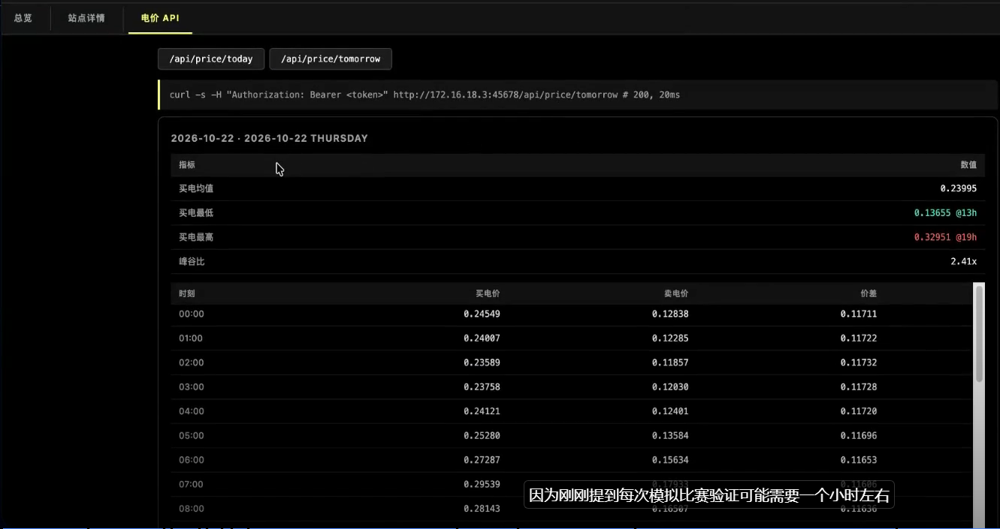 总览 站点详情 电价 API
/api/price/today /api/price/tomorrow
curl -s -H "Authorization: Bearer <token>" http://172.16.18.3:45678/api/price/tomorrow # 200, 20ms
2026-10-22 · 2026-10-22 THURSDAY
指标 数值
买电均值 0.23995
买电最低 0.13655 @13h
买电最高 0.32951 @19h
峰谷比 2.41x
时刻 买电价 卖电价 价差
00:00 0.24549 0.12838 0.11711
01:00 0.24007 0.12285 0.11722
02:00 0.23589 0.11857 0.11732
03:00 0.23758 0.12030 0.11728
04:00 0.24121 0.12401 0.11720
05:00 0.25280 0.13584 0.11696
06:00 0.27287 0.15634 0.11653
07:00 0.29539 0.17933 0.11606
因为刚刚提到每次模拟比赛验证可能需要一个小时左右
08:00 0.28143 0.16507 0.11636